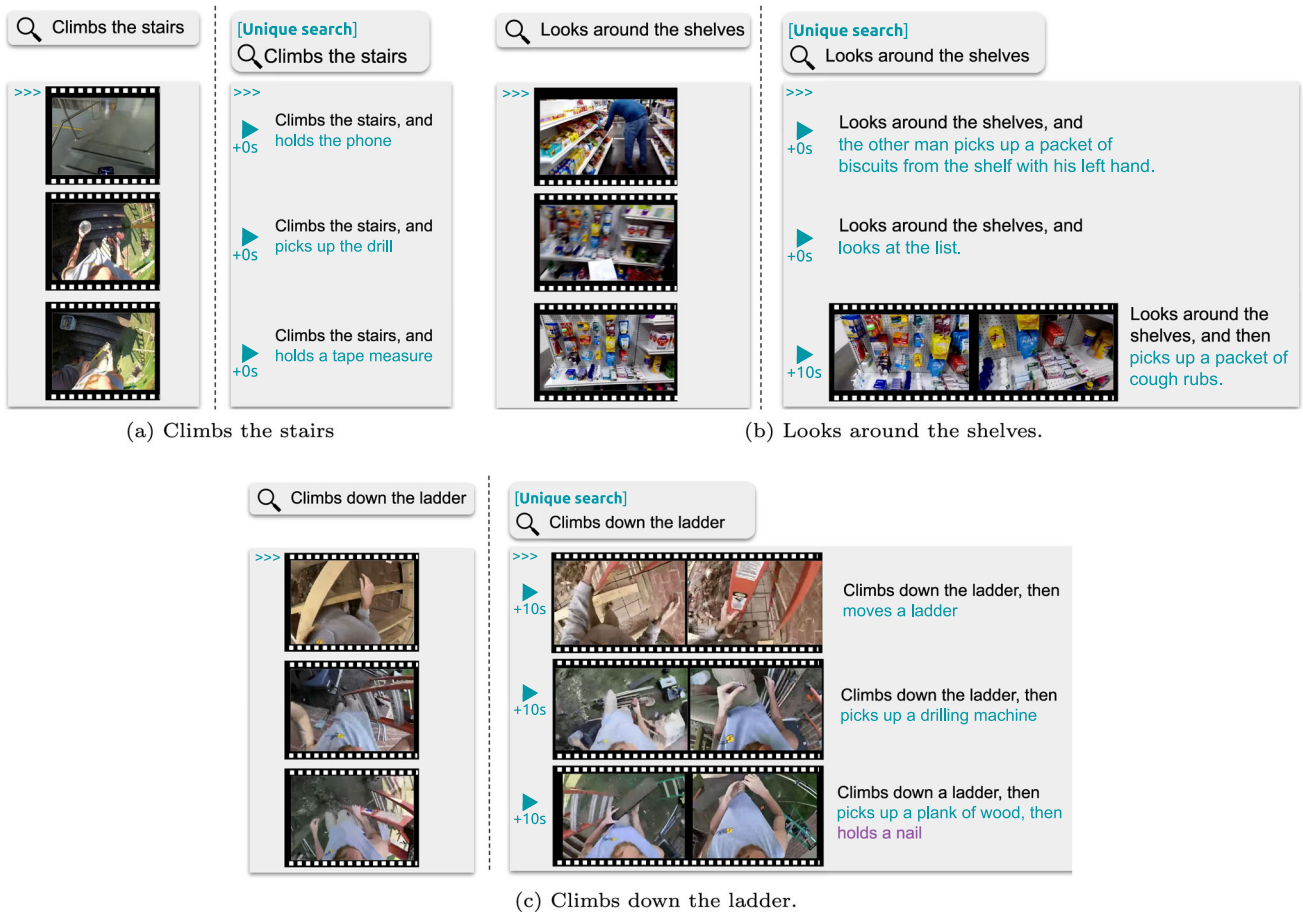 Climbs the stairs
[Unique search]
Climbs the stairs
>>>
>>>
+0s
Climbs the stairs, and
holds the phone
+0s
Climbs the stairs, and
picks up the drill
+0s
Climbs the stairs, and
holds a tape measure
(a) Climbs the stairs
Looks around the shelves
[Unique search]
Looks around the shelves
>>>
>>>
+0s
Looks around the shelves, and
the other man picks up a packet of
biscuits from the shelf with his left hand.
+0s
Looks around the shelves, and
looks at the list.
+10s
Looks around the
shelves, and then
picks up a packet of
cough rubs.
(b) Looks around the shelves.
Climbs down the ladder
[Unique search]
Climbs down the ladder
>>>
>>>
+10s
Climbs down the ladder, then
moves a ladder
+10s
Climbs down the ladder, then
picks up a drilling machine
+10s
Climbs down a ladder, then
picks up a plank of wood, then
holds a nail
(c) Climbs down the ladder.